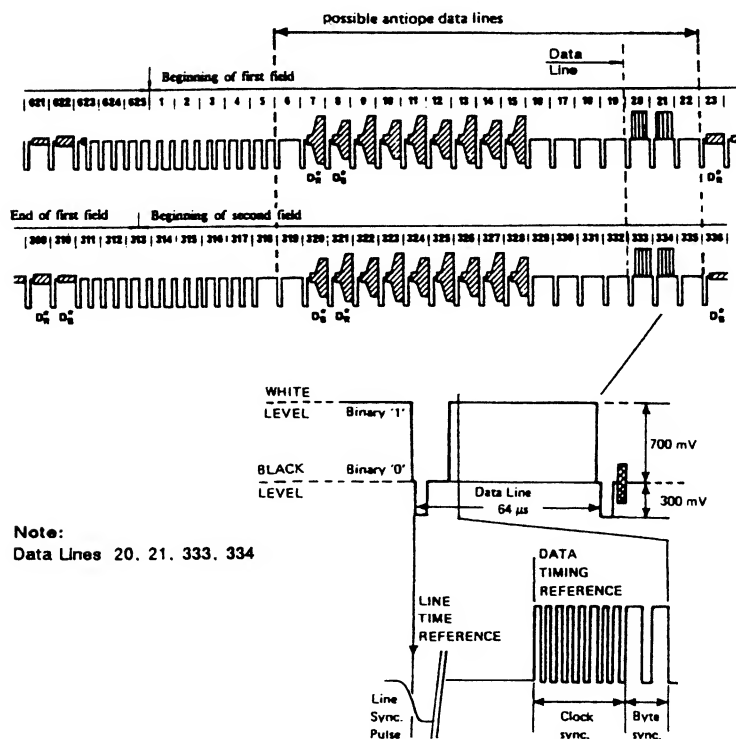 possible antiope data lines
Data
Line
Beginning of first field
621 622 623 624 625 1 2 3 4 5 6 7 8 9 10 11 12 13 14 15 16 17 18 19 20 21 22 23
End of first field
Beginning of second field
309 310 311 312 313 314 315 316 317 318 319 320 321 322 323 324 325 326 327 328 329 330 331 332 333 334 335 336
WHITE
LEVEL
Binary '1'
700 mV
BLACK
LEVEL
Binary '0'
Data Line
64 µs
300 mV
Note:
Data Lines 20. 21. 333. 334
DATA
TIMING
REFERENCE
LINE
TIME
REFERENCE
Line
Sync.
Pulse
Clock
sync.
Byte
sync.